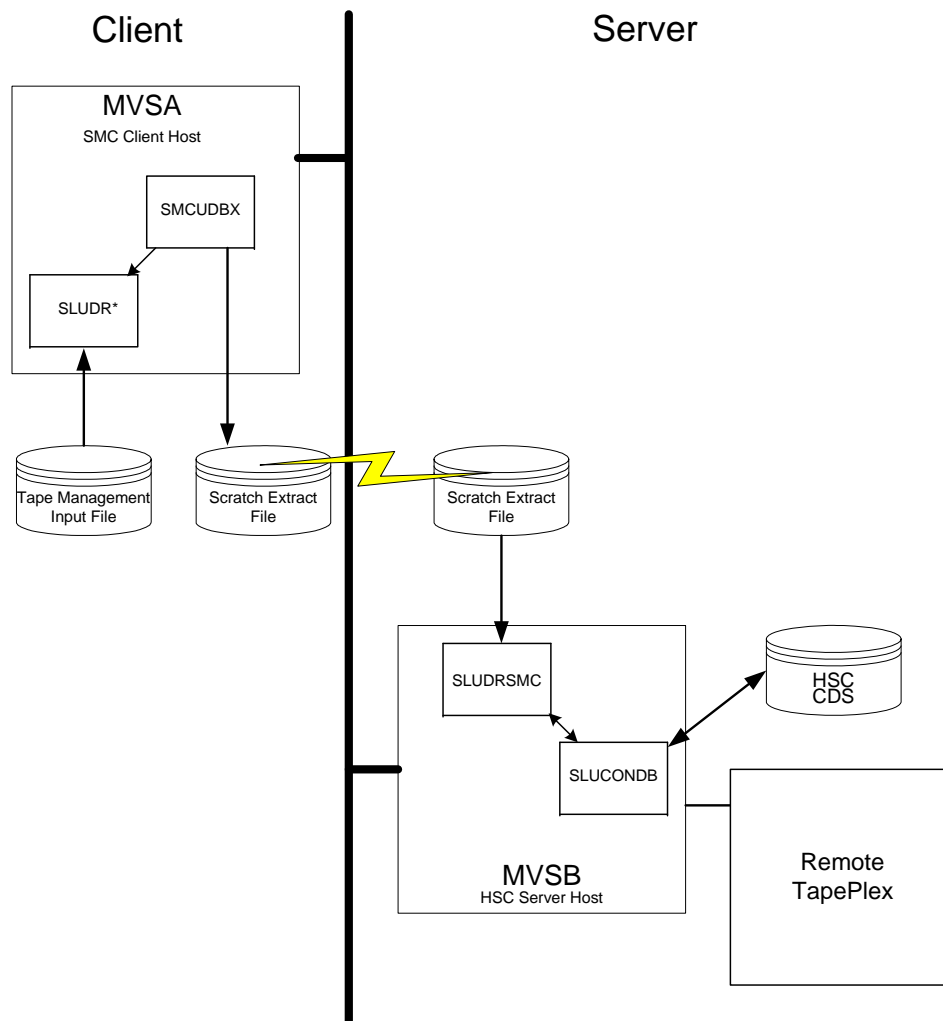 Client
Server
MVSA
SMC Client Host
SMCUDBX
SLUDR*
Tape Management
Input File
Scratch Extract
File
Scratch Extract
File
SLUDRSMC
HSC
CDS
SLUCONDB
MVSB
HSC Server Host
Remote
TapePlex